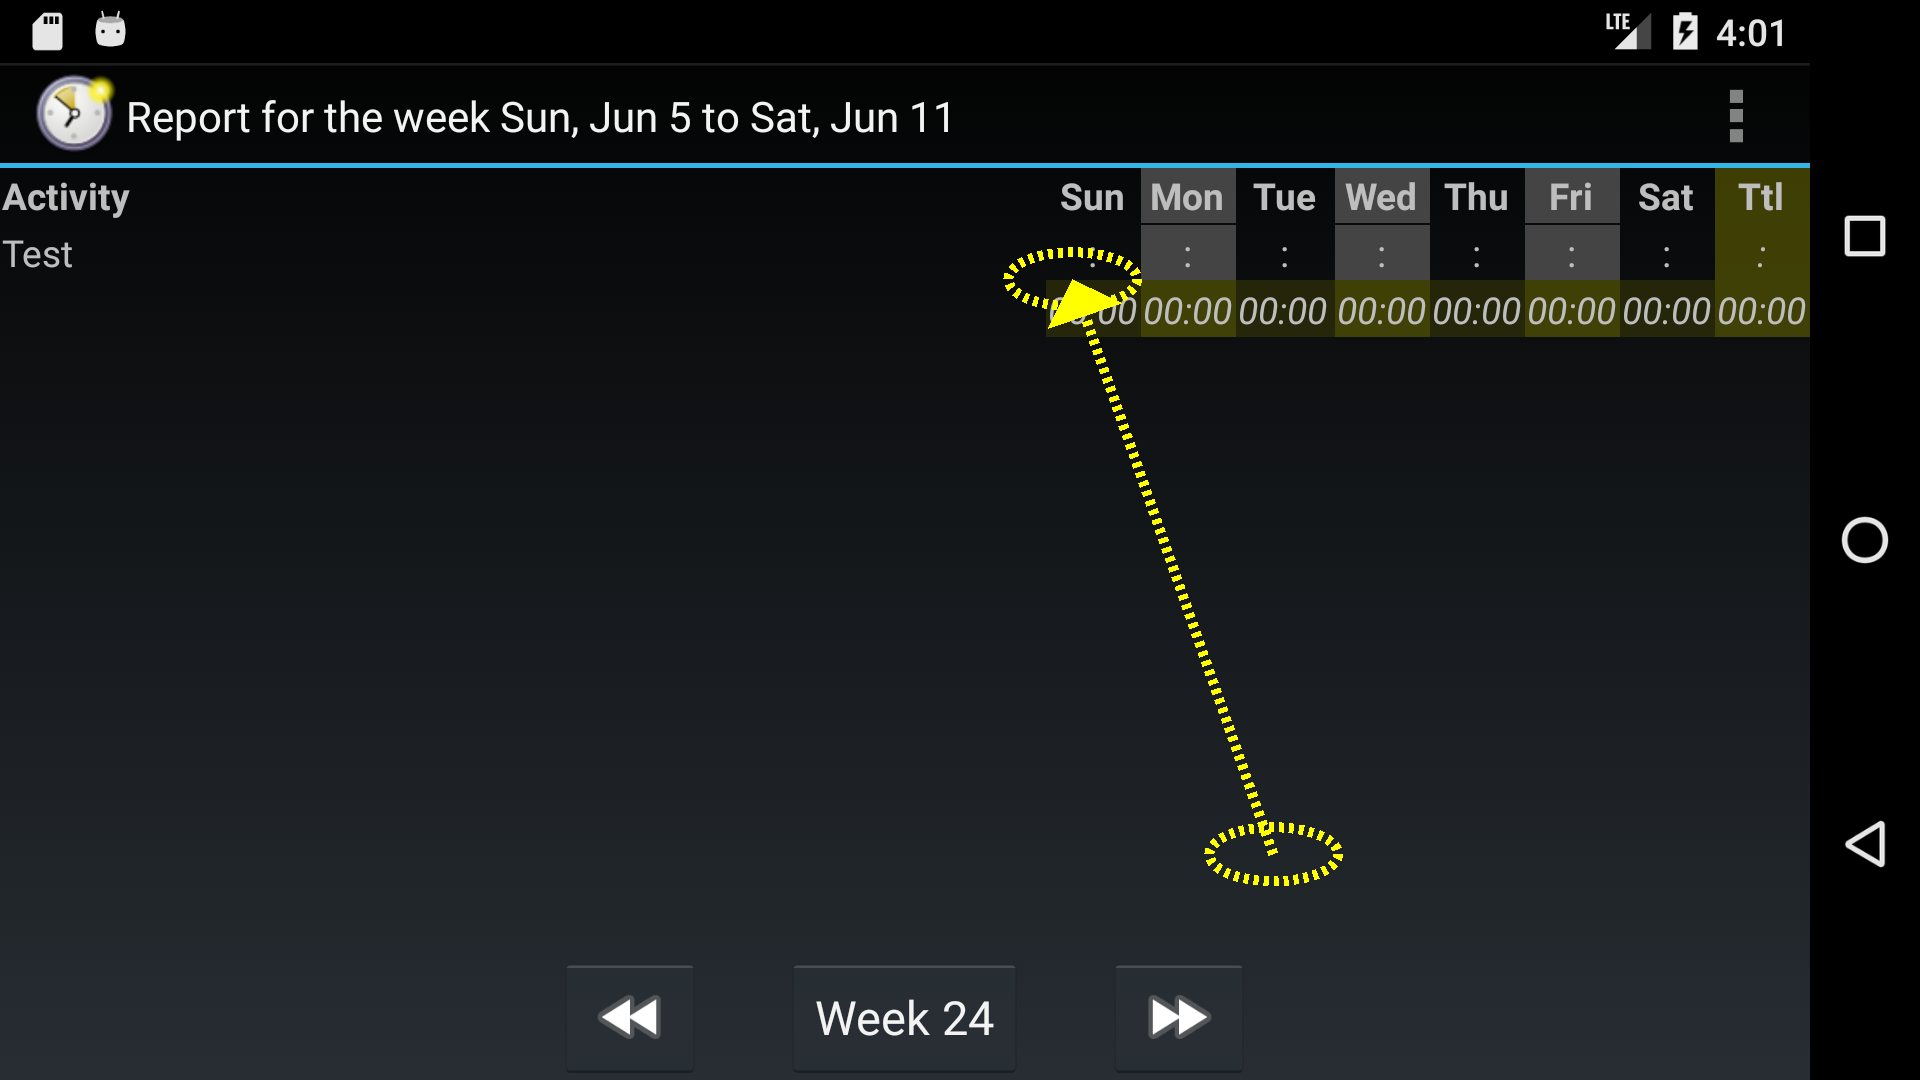 LTE 4:01
Report for the week Sun, Jun 5 to Sat, Jun 11
Activity Sun Mon Tue Wed Thu Fri Sat Ttl
Test : : : : : : : :
00:00 00:00 00:00 00:00 00:00 00:00 00:00
Week 24